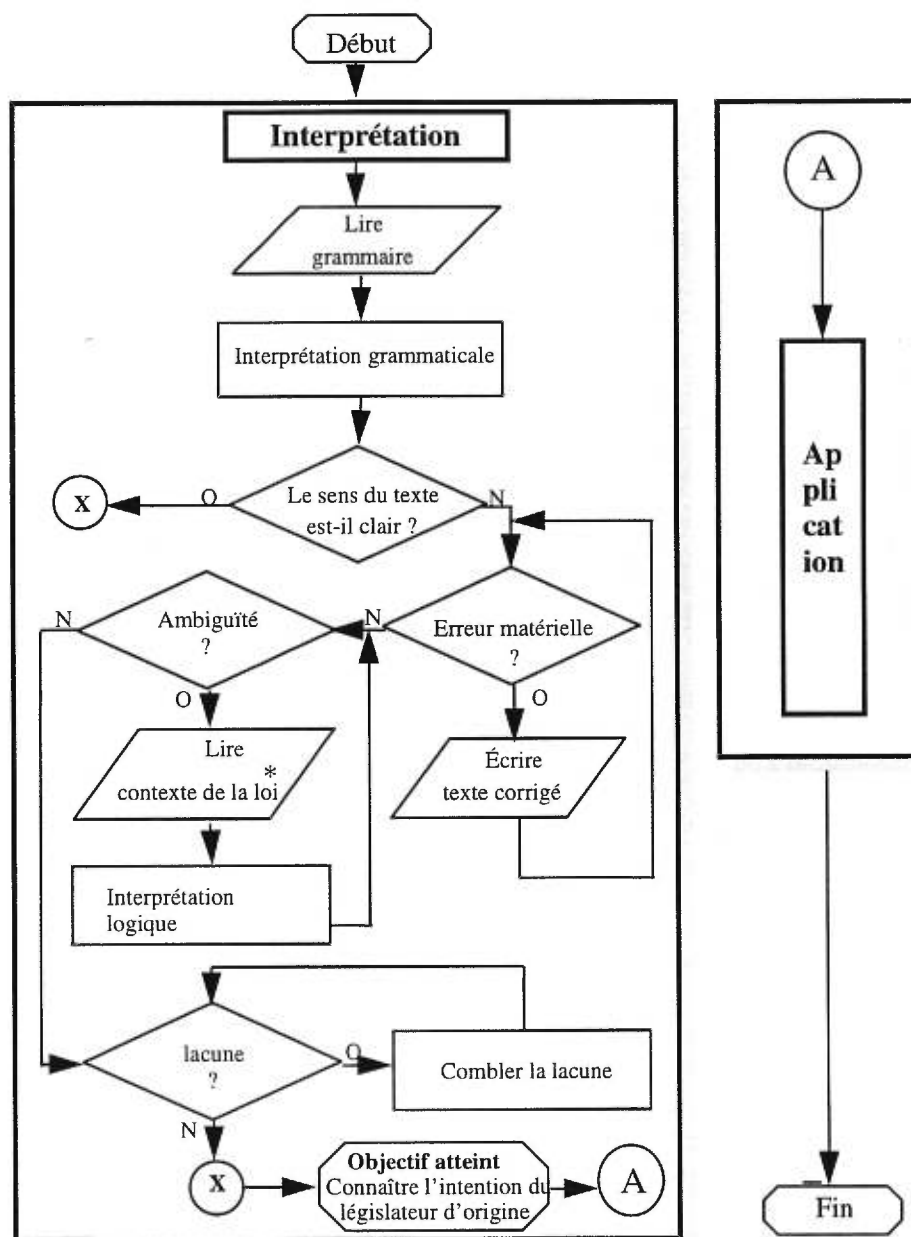 Début
Interprétation
Lire
grammaire
Interprétation grammaticale
Le sens du texte
est-il clair ?
O
N
X
Ambiguïté
?
N
O
Erreur matérielle
?
N
O
Lire
contexte de la loi*
Écrire
texte corrigé
Interprétation
logique
lacune
?
O
N
Combler la lacune
X
Objectif atteint
Connaître l'intention du
législateur d'origine
A
A
Ap
pli
cat
ion
Fin